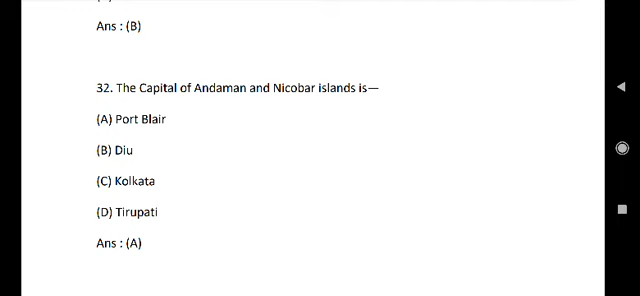 Ans : (B)
32. The Capital of Andaman and Nicobar islands is—
(A) Port Blair
(B) Diu
(C) Kolkata
(D) Tirupati
Ans : (A)